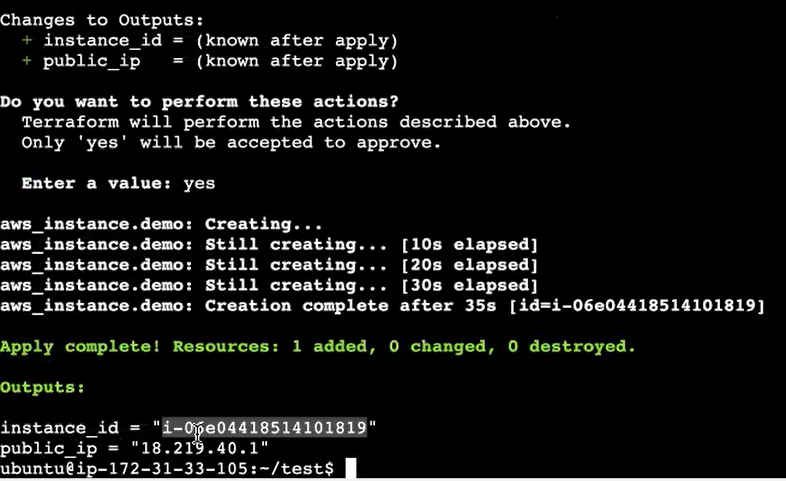 Changes to Outputs:
+ instance_id = (known after apply)
+ public_ip   = (known after apply)
Do you want to perform these actions?
Terraform will perform the actions described above.
Only 'yes' will be accepted to approve.
Enter a value: yes
aws_instance.demo: Creating...
aws_instance.demo: Still creating... [10s elapsed]
aws_instance.demo: Still creating... [20s elapsed]
aws_instance.demo: Still creating... [30s elapsed]
aws_instance.demo: Creation complete after 35s [id=i-06e04418514101819]
Apply complete! Resources: 1 added, 0 changed, 0 destroyed.
Outputs:
instance_id = "i-06e04418514101819"
public_ip = "18.219.40.1"
ubuntu@ip-172-31-33-105:~/test$